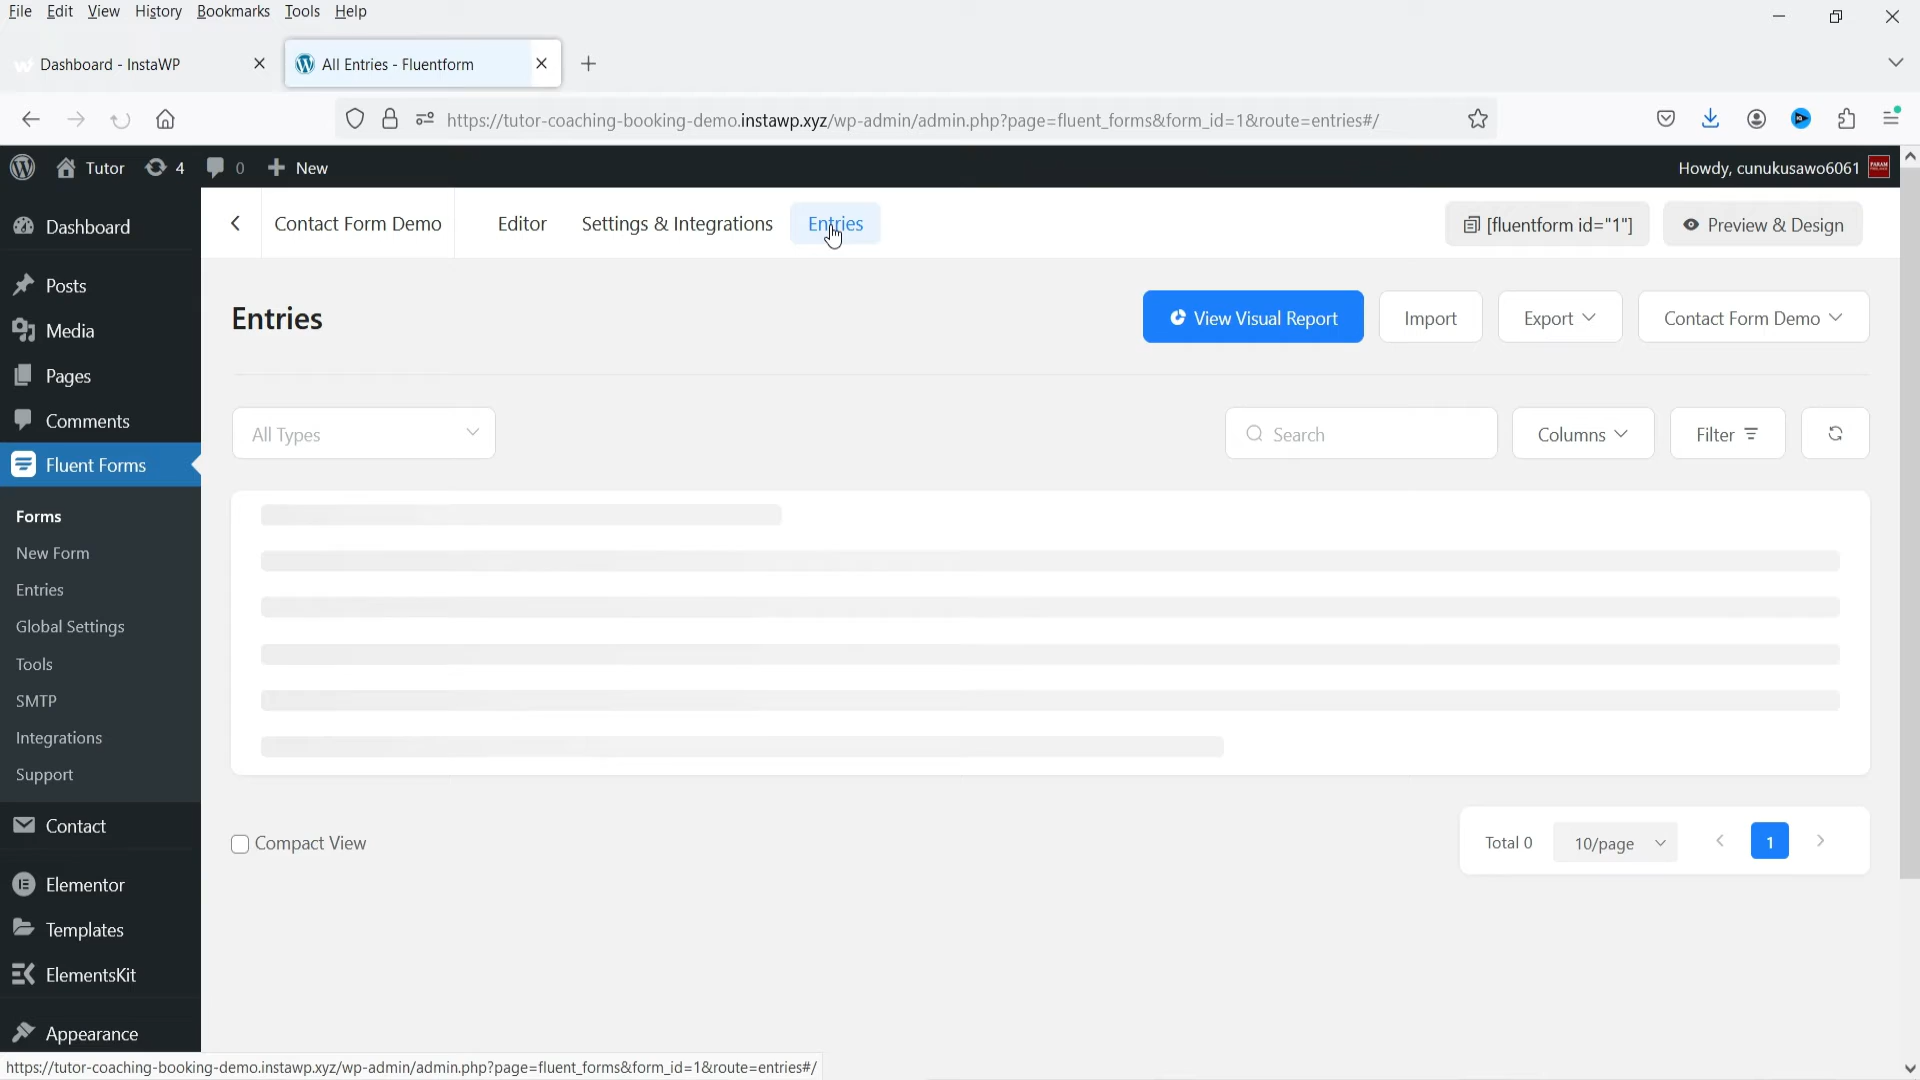 File Edit View History Bookmarks Tools Help
Dashboard - InstaWP
All Entries - Fluentform
https://tutor-coaching-booking-demo.instawp.xyz/wp-admin/admin.php?page=fluent_forms&form_id=1&route=entries#/
Tutor 4 0 New
Howdy, cunukusawo6061
Dashboard
Posts
Media
Pages
Comments
Fluent Forms
Forms
New Form
Entries
Global Settings
Tools
SMTP
Integrations
Support
Contact
Elementor
Templates
ElementsKit
Appearance
Contact Form Demo Editor Settings & Integrations Entries
[fluentform id="1"] Preview & Design
Entries
View Visual Report Import Export Contact Form Demo
All Types
Search Columns Filter
Compact View
Total 0 10/page 1
https://tutor-coaching-booking-demo.instawp.xyz/wp-admin/admin.php?page=fluent_forms&form_id=1&route=entries#/